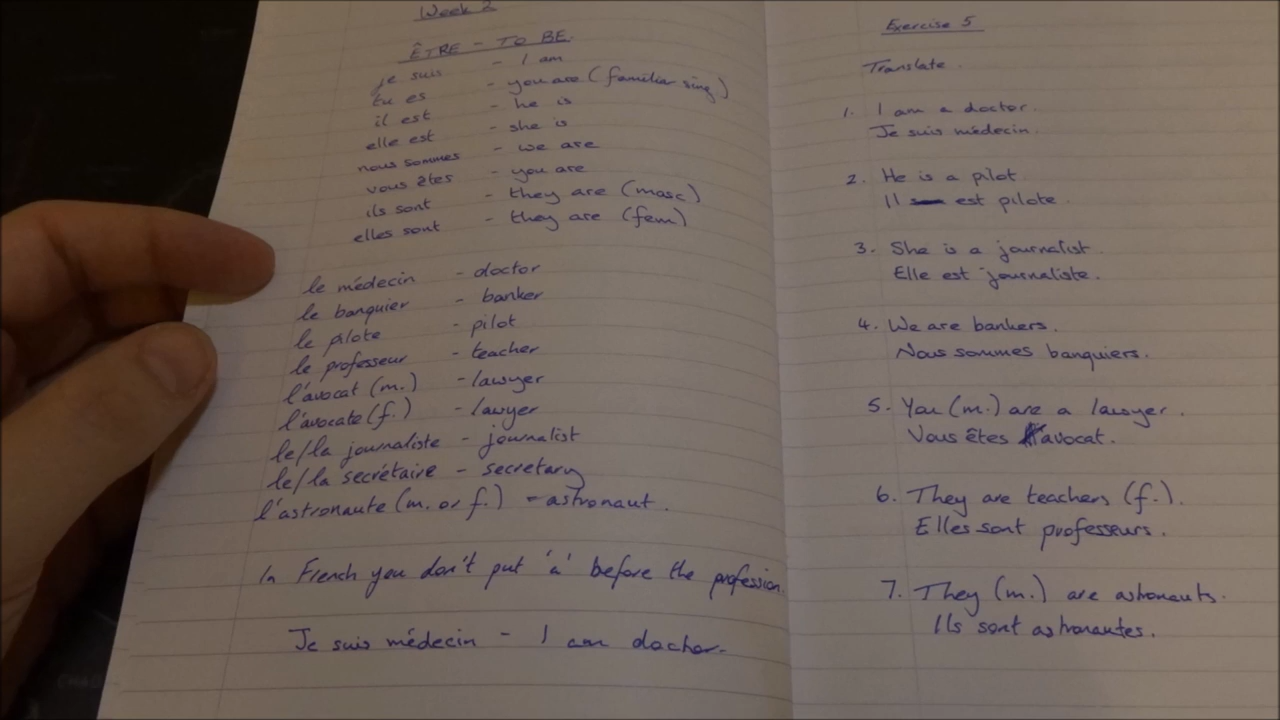 Week 2
ÊTRE - TO BE.
je suis - I am
tu es - you are (familiar sing.)
il est - he is
elle est - she is
nous sommes - we are
vous êtes - you are
ils sont - they are (masc)
elles sont - they are (fem)
le médecin - doctor
le banquier - banker
le pilote - pilot
le professeur - teacher
l'avocat (m.) - lawyer
l'avocate (f.) - lawyer
le/la journaliste - journalist
le/la secrétaire - secretary
l'astronaute (m. or f.) - astronaut.
In French you don't put 'a' before the profession.
Je suis médecin - I am doctor.
Exercise 5
Translate.
1. I am a doctor.
Je suis médecin.
2. He is a pilot
Il est pilote.
3. She is a journalist.
Elle est journaliste.
4. We are bankers.
Nous sommes banquiers.
5. You (m.) are a lawyer.
Vous êtes avocat.
6. They are teachers (f.).
Elles sont professeurs.
7. They (m.) are astronauts.
Ils sont astronautes.